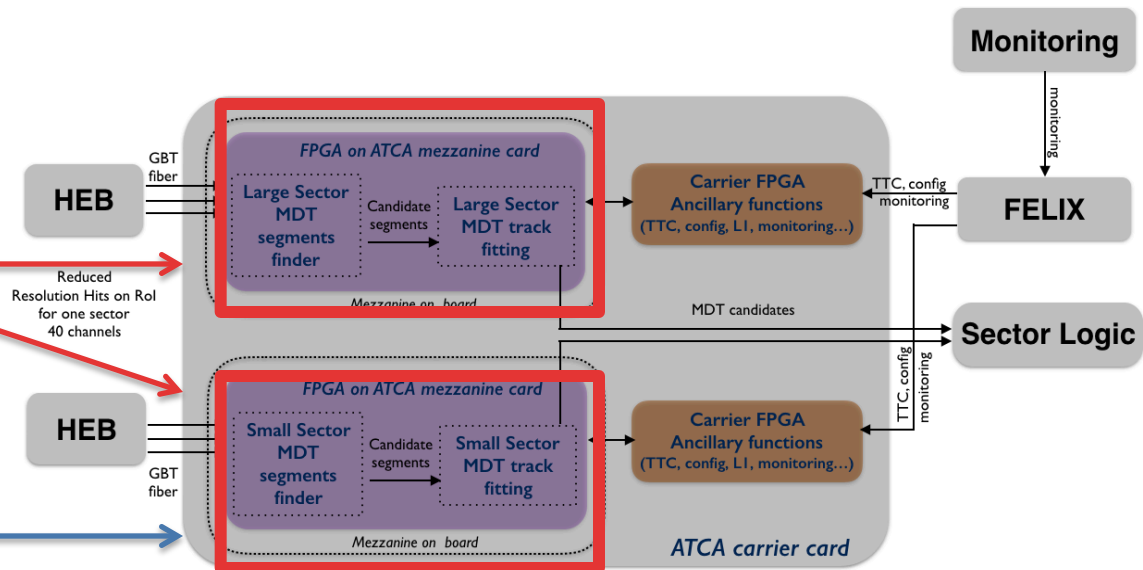 Monitoring
monitoring
FELIX
TTC, config
monitoring
HEB
GBT
fiber
FPGA on ATCA mezzanine card
Large Sector
MDT
segments
finder
Candidate
segments
Large Sector
MDT track
fitting
Mezzanine on board
Carrier FPGA
Ancillary functions
(TTC, config, L1, monitoring...)
Reduced
Resolution Hits on RoI
for one sector
40 channels
MDT candidates
Sector Logic
TTC, config
monitoring
HEB
GBT
fiber
FPGA on ATCA mezzanine card
Small Sector
MDT
segments
finder
Candidate
segments
Small Sector
MDT track
fitting
Mezzanine on board
Carrier FPGA
Ancillary functions
(TTC, config, L1, monitoring...)
ATCA carrier card